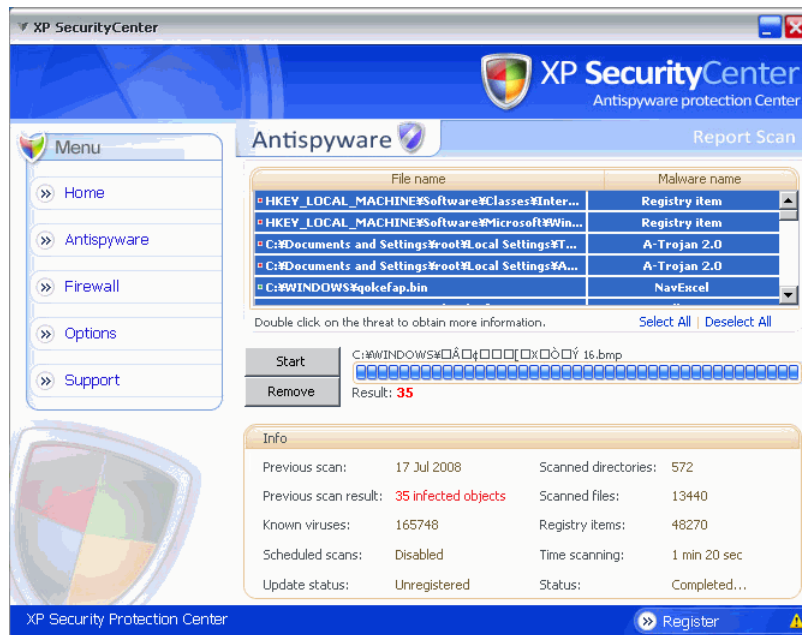 XP SecurityCenter
XP SecurityCenter
Antispyware protection Center
Menu
Home
Antispyware
Firewall
Options
Support
Antispyware
Report Scan
File name Malware name
HKEY_LOCAL_MACHINE¥Software¥Classes¥Inter... Registry item
HKEY_LOCAL_MACHINE¥Software¥Microsoft¥Win... Registry item
C:¥Documents and Settings¥root¥Local Settings¥T... A-Trojan 2.0
C:¥Documents and Settings¥root¥Local Settings¥A... A-Trojan 2.0
C:¥WINDOWS¥qokefap.bin NavExcel
Double click on the threat to obtain more information. Select All | Deselect All
Start
C:¥WINDOWS¥□Â□¢□□□[□X□Ò□Ý 16.bmp
Remove
Result: 35
Info
Previous scan: 17 Jul 2008 Scanned directories: 572
Previous scan result: 35 infected objects Scanned files: 13440
Known viruses: 165748 Registry items: 48270
Scheduled scans: Disabled Time scanning: 1 min 20 sec
Update status: Unregistered Status: Completed...
XP Security Protection Center Register